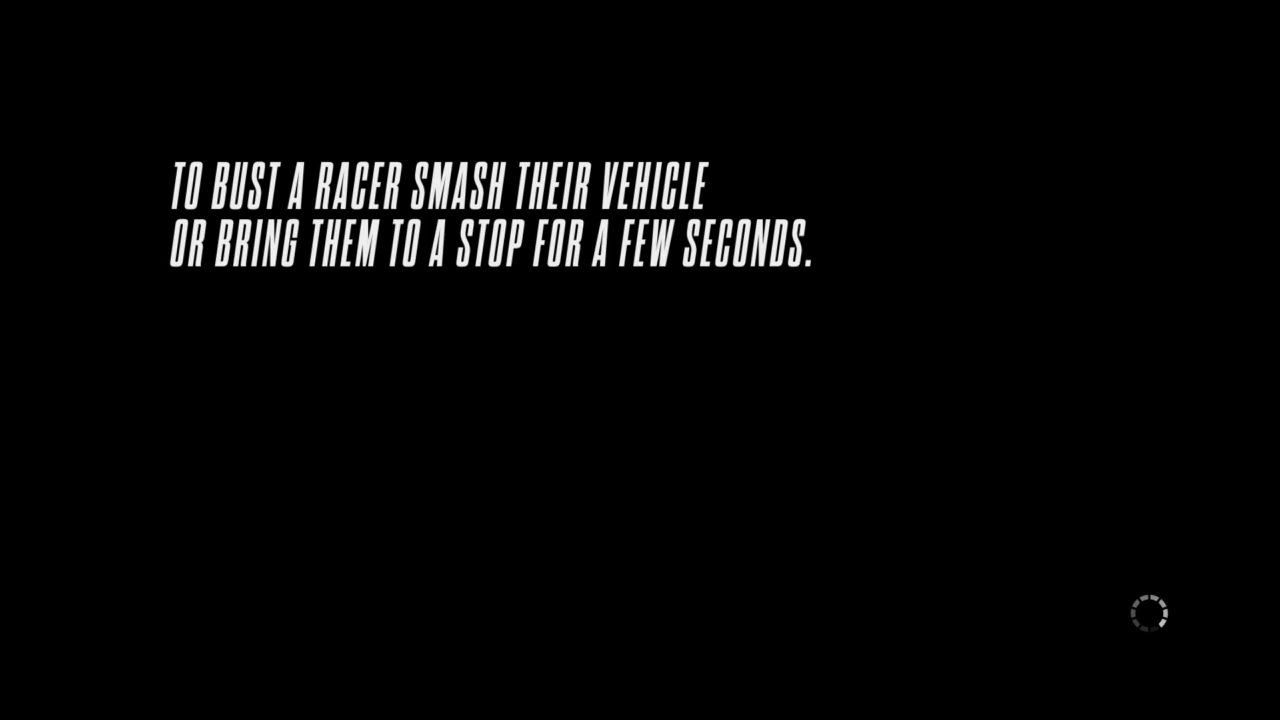 TO BUST A RACER SMASH THEIR VEHICLE
OR BRING THEM TO A STOP FOR A FEW SECONDS.